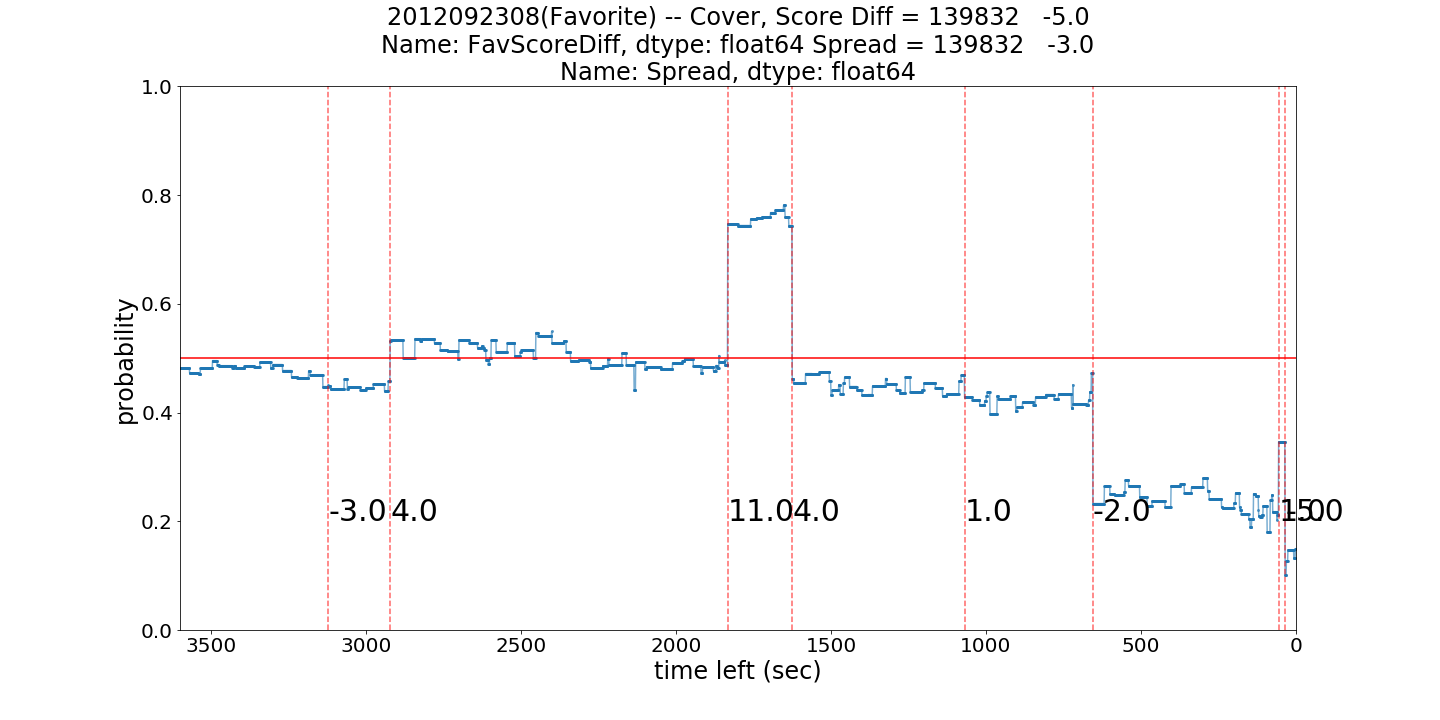 2012092308(Favorite) -- Cover, Score Diff = 139832   -5.0
Name: FavScoreDiff, dtype: float64 Spread = 139832   -3.0
Name: Spread, dtype: float64
1.0
0.8
0.6
0.4
0.2
0.0
probability
-3.0 4.0 11.0 4.0 1.0 -2.0
3500 3000 2500 2000 1500 1000 500 0
time left (sec)